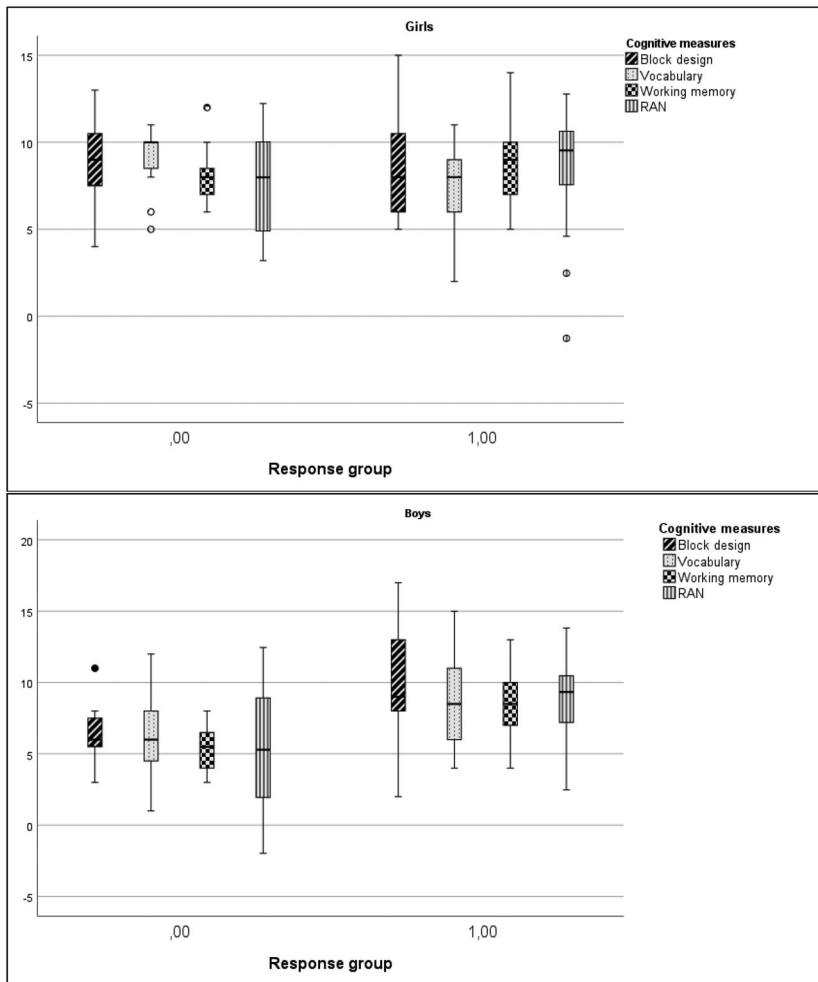 Girls
Cognitive measures
Block design
Vocabulary
Working memory
RAN
15
10
5
0
-5
,00
1,00
Response group
Boys
Cognitive measures
Block design
Vocabulary
Working memory
RAN
20
15
10
5
0
-5
,00
1,00
Response group